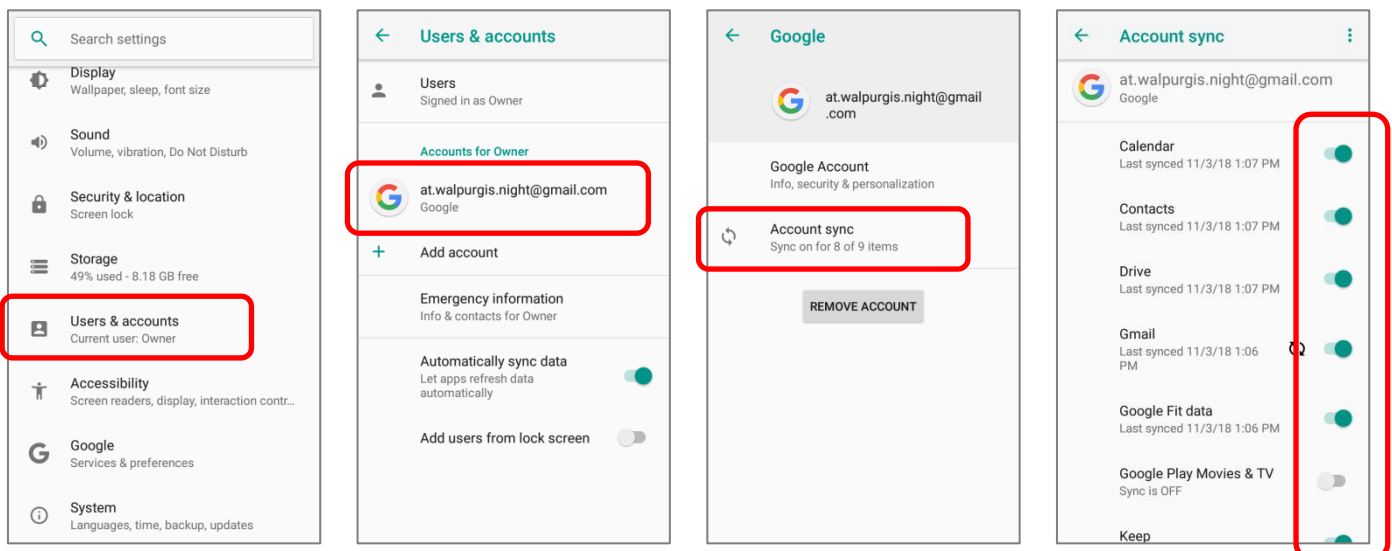 Search settings
Display
Wallpaper, sleep, font size
Sound
Volume, vibration, Do Not Disturb
Security & location
Screen lock
Storage
49% used - 8.18 GB free
Users & accounts
Current user: Owner
Accessibility
Screen readers, display, interaction contr…
Google
Services & preferences
System
Languages, time, backup, updates
Users & accounts
Users
Signed in as Owner
Accounts for Owner
at.walpurgis.night@gmail.com
Google
Add account
Emergency information
Info & contacts for Owner
Automatically sync data
Let apps refresh data
automatically
Add users from lock screen
Google
at.walpurgis.night@gmail
.com
Google Account
Info, security & personalization
Account sync
Sync on for 8 of 9 items
REMOVE ACCOUNT
Account sync
at.walpurgis.night@gmail.com
Google
Calendar
Last synced 11/3/18 1:07 PM
Contacts
Last synced 11/3/18 1:07 PM
Drive
Last synced 11/3/18 1:07 PM
Gmail
Last synced 11/3/18 1:06
PM
Google Fit data
Last synced 11/3/18 1:06 PM
Google Play Movies & TV
Sync is OFF
Keep